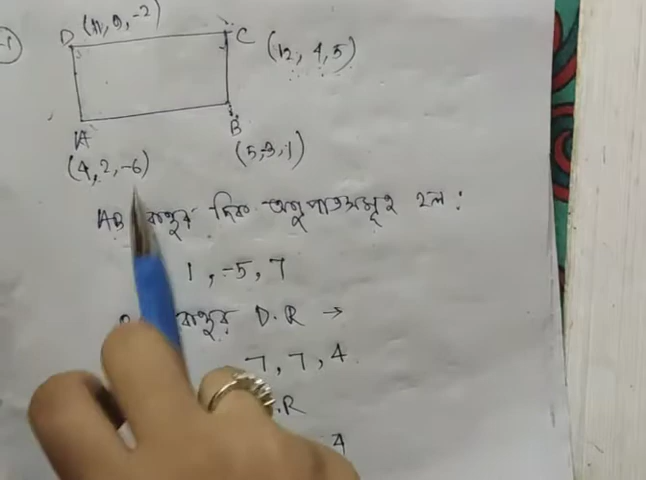 D (11, 9, -2)
C (12, 4, 5)
A
B
(4, 2, -6)
(5,-3, 1)
AB বাহুর দিক অনুপাতসমূহ হল :
1, -5, 7
বাহুর D.R →
7, 7, 4
.R
4